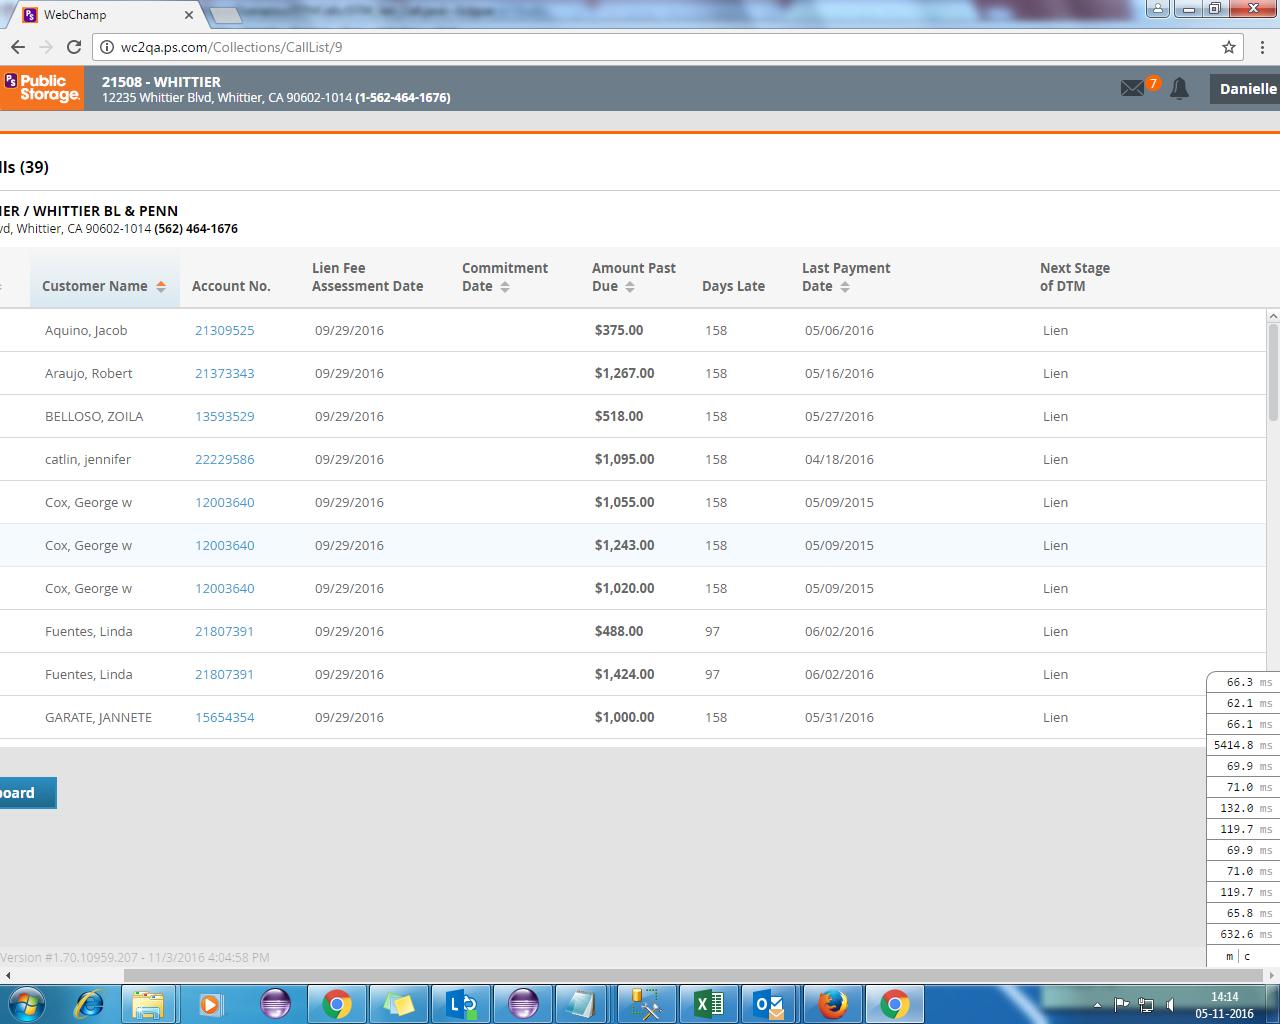 WebChamp
wc2qa.ps.com/Collections/CallList/9
PS Public Storage.
21508 - WHITTIER
12235 Whittier Blvd, Whittier, CA 90602-1014 (1-562-464-1676)
7
Danielle
lls (39)
IER / WHITTIER BL & PENN
vd, Whittier, CA 90602-1014 (562) 464-1676
Customer Name Account No. Lien Fee Assessment Date Commitment Date Amount Past Due Days Late Last Payment Date Next Stage of DTM
Aquino, Jacob 21309525 09/29/2016 $375.00 158 05/06/2016 Lien
Araujo, Robert 21373343 09/29/2016 $1,267.00 158 05/16/2016 Lien
BELLOSO, ZOILA 13593529 09/29/2016 $518.00 158 05/27/2016 Lien
catlin, jennifer 22229586 09/29/2016 $1,095.00 158 04/18/2016 Lien
Cox, George w 12003640 09/29/2016 $1,055.00 158 05/09/2015 Lien
Cox, George w 12003640 09/29/2016 $1,243.00 158 05/09/2015 Lien
Cox, George w 12003640 09/29/2016 $1,020.00 158 05/09/2015 Lien
Fuentes, Linda 21807391 09/29/2016 $488.00 97 06/02/2016 Lien
Fuentes, Linda 21807391 09/29/2016 $1,424.00 97 06/02/2016 Lien
GARATE, JANNETE 15654354 09/29/2016 $1,000.00 158 05/31/2016 Lien
66.3 ms
62.1 ms
66.1 ms
5414.8 ms
69.9 ms
71.0 ms
132.0 ms
119.7 ms
69.9 ms
71.0 ms
119.7 ms
65.8 ms
632.6 ms
m | c
board
Version #1.70.10959.207 - 11/3/2016 4:04:58 PM
14:14
05-11-2016